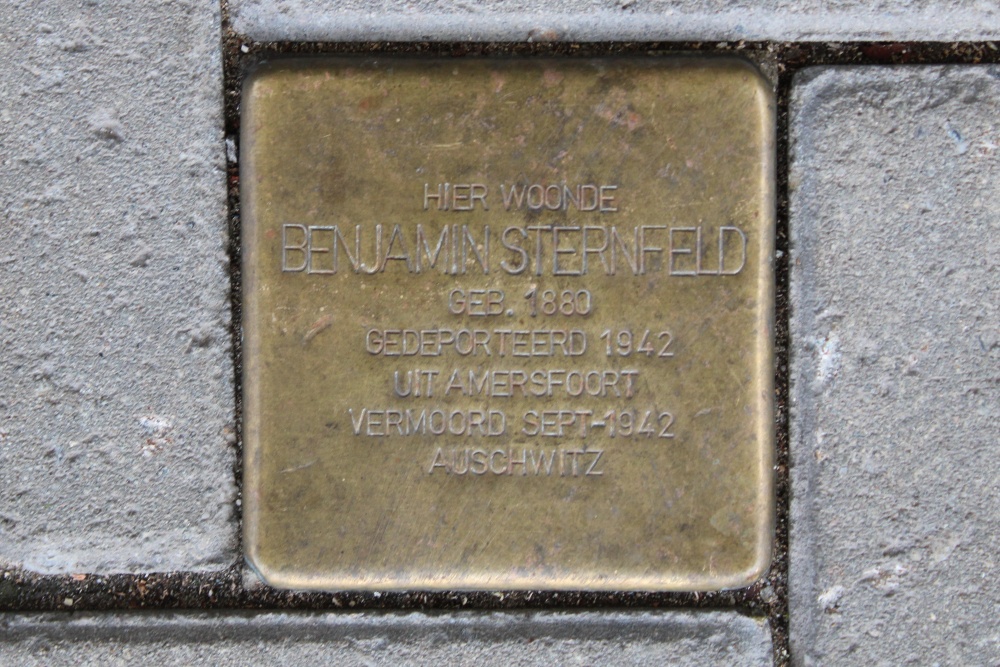 HIER WOONDE
BENJAMIN STERNFELD
GEB. 1880
GEDEPORTEERD 1942
UIT AMERSFOORT
VERMOORD SEPT-1942
AUSCHWITZ